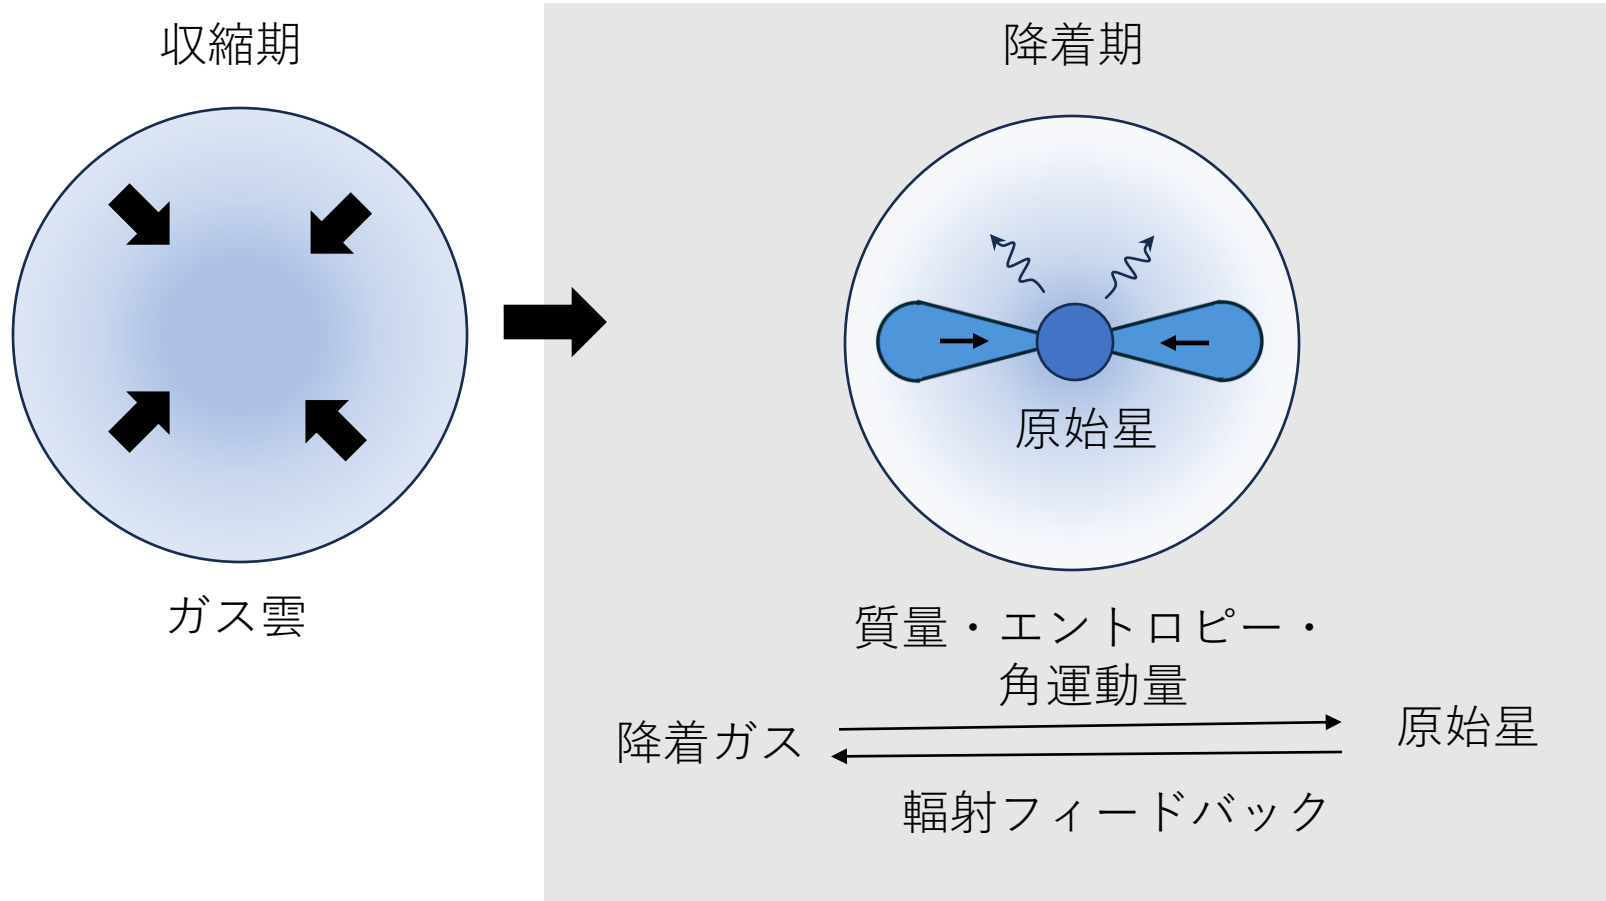 収縮期
降着期
原始星
ガス雲
質量・エントロピー・
角運動量
降着ガス
原始星
輻射フィードバック